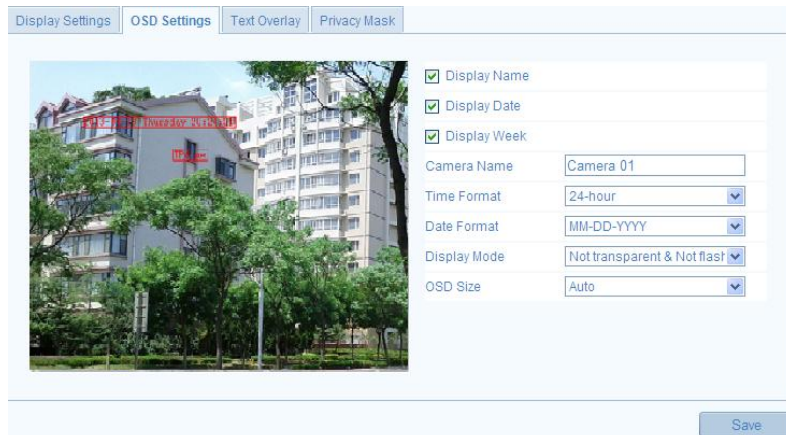 Display Settings OSD Settings Text Overlay Privacy Mask
Display Name
Display Date
Display Week
Camera Name Camera 01
Time Format 24-hour
Date Format MM-DD-YYYY
Display Mode Not transparent & Not flash
OSD Size Auto
Save